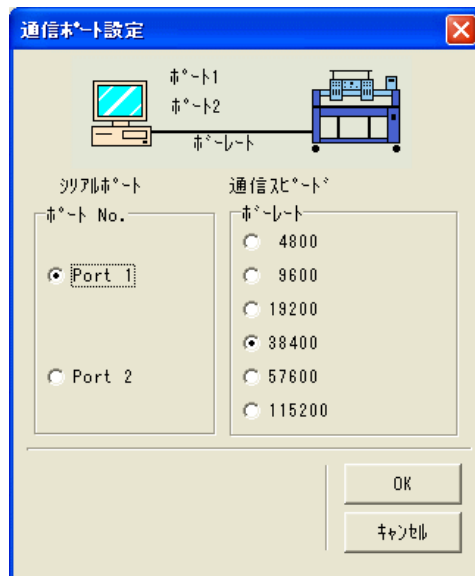 通信ﾎﾟｰﾄ設定
ﾎﾟｰﾄ1
ﾎﾟｰﾄ2
ﾎﾞｰﾚｰﾄ
ｼﾘｱﾙﾎﾟｰﾄ
ﾎﾟｰﾄ No.
Port 1
Port 2
通信ｽﾋﾟｰﾄﾞ
ﾎﾞｰﾚｰﾄ
4800
9600
19200
38400
57600
115200
OK
ｷｬﾝｾﾙ